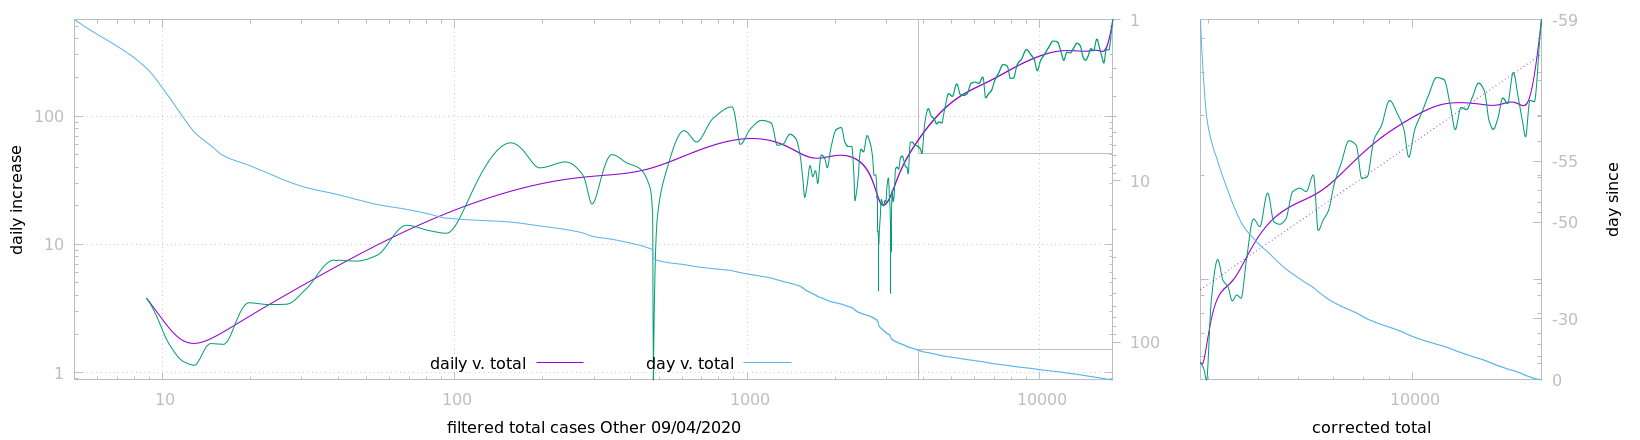 daily increase
100
10
1
10
100
1000
10000
filtered total cases Other 09/04/2020
daily v. total
day v. total
1
10
100
10000
corrected total
-59
-55
-50
-30
0
day since